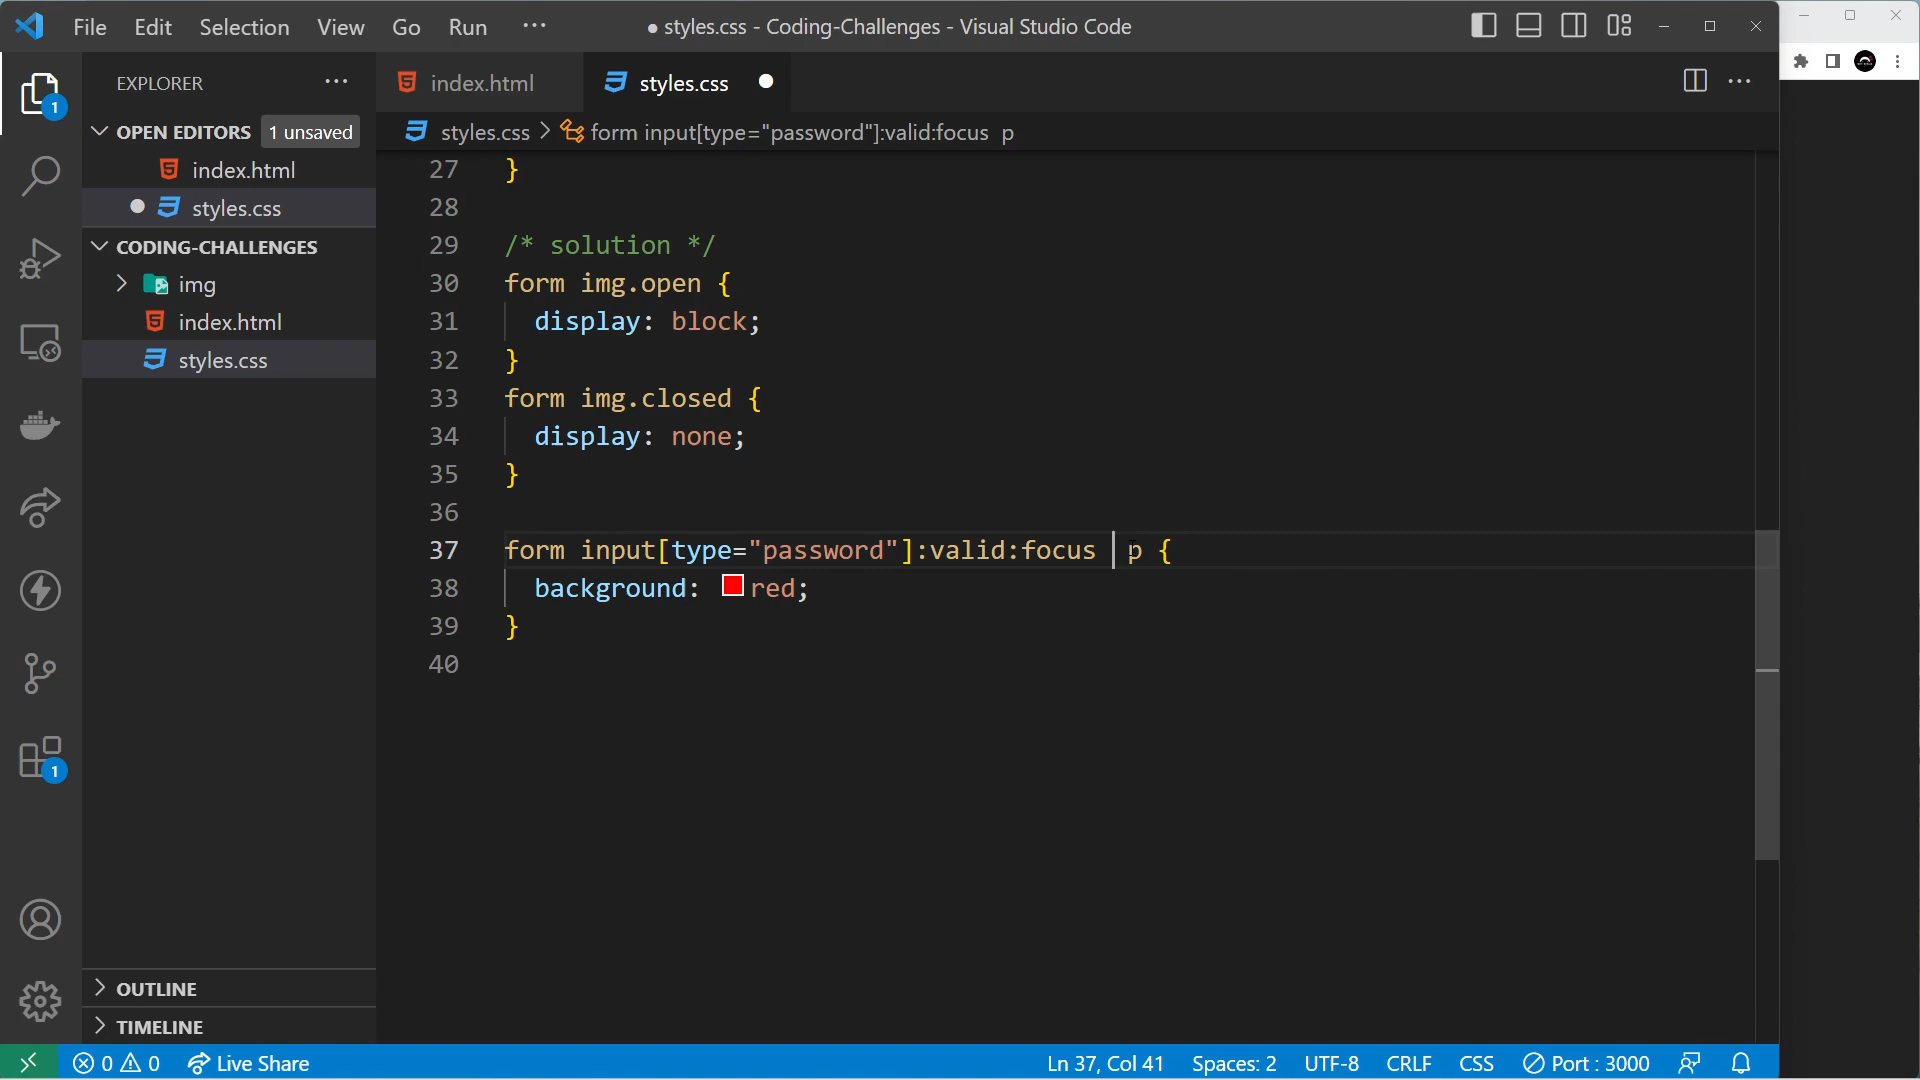 File Edit Selection View Go Run ···
● styles.css - Coding-Challenges - Visual Studio Code
EXPLORER
index.html
styles.css
OPEN EDITORS 1 unsaved
styles.css > form input[type="password"]:valid:focus p
index.html
styles.css
CODING-CHALLENGES
img
index.html
styles.css
27 }
28
29 /* solution */
30 form img.open {
31 display: block;
32 }
33 form img.closed {
34 display: none;
35 }
36
37 form input[type="password"]:valid:focus p {
38 background: red;
39 }
40
1
1
OUTLINE
TIMELINE
0 0 Live Share
Ln 37, Col 41 Spaces: 2 UTF-8 CRLF CSS Port : 3000